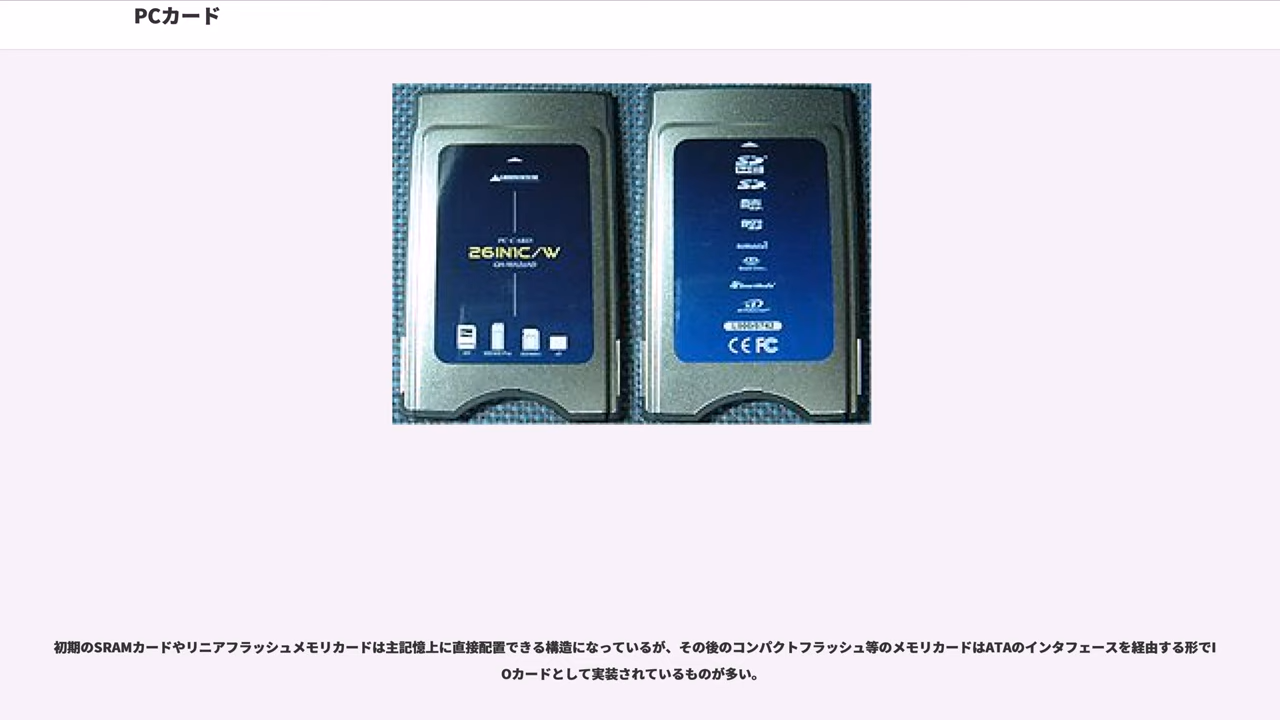 PCカード
PC CARD
26IN1C/W
CE FC
初期のSRAMカードやリニアフラッシュメモリカードは主記憶上に直接配置できる構造になっているが、その後のコンパクトフラッシュ等のメモリカードはATAのインタフェースを経由する形でI
Oカードとして実装されているものが多い。